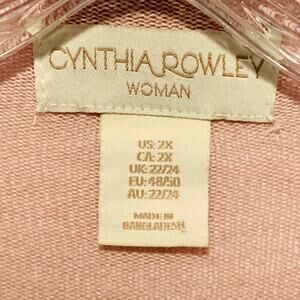 CYNTHIA ROWLEY
WOMAN
US: 2X
CA: 2X
UK: 22/24
EU: 48/50
AU: 22/24
MADE IN
BANGLADESH